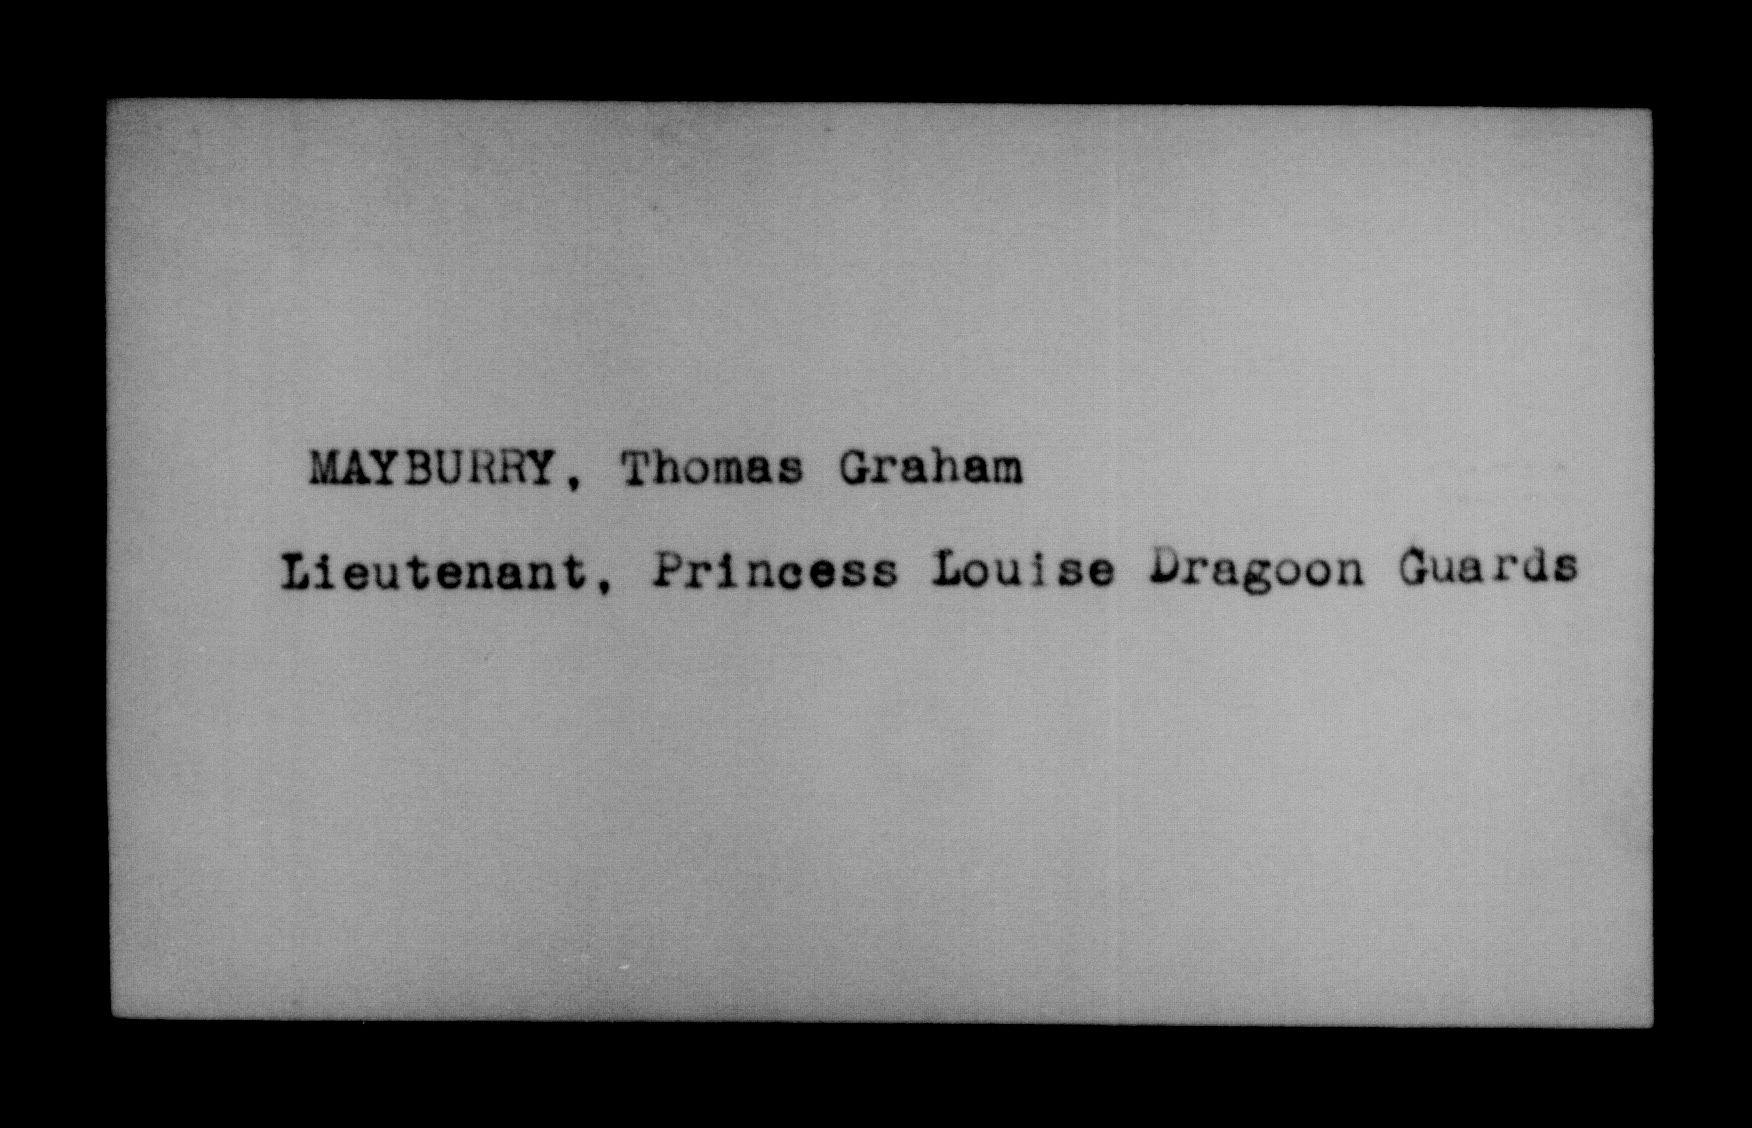 MAYBURRY, Thomas Graham
Lieutenant, Princess Louise Dragoon Guards